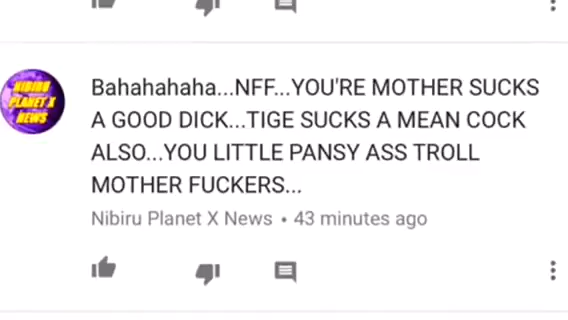 NIBIRU
PLANET X
NEWS
Bahahahaha...NFF...YOU'RE MOTHER SUCKS
A GOOD DICK...TIGE SUCKS A MEAN COCK
ALSO...YOU LITTLE PANSY ASS TROLL
MOTHER FUCKERS...
Nibiru Planet X News • 43 minutes ago